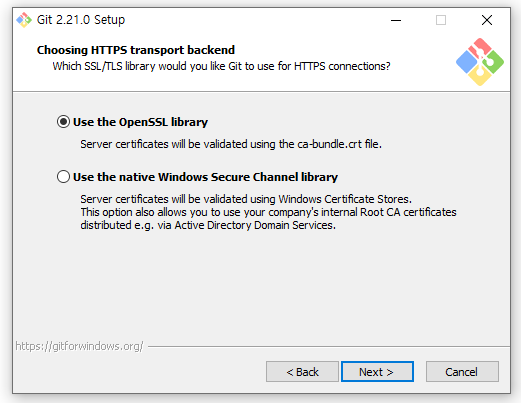 Git 2.21.0 Setup
Choosing HTTPS transport backend
Which SSL/TLS library would you like Git to use for HTTPS connections?
Use the OpenSSL library
Server certificates will be validated using the ca-bundle.crt file.
Use the native Windows Secure Channel library
Server certificates will be validated using Windows Certificate Stores.
This option also allows you to use your company's internal Root CA certificates
distributed e.g. via Active Directory Domain Services.
https://gitforwindows.org/
< Back
Next >
Cancel